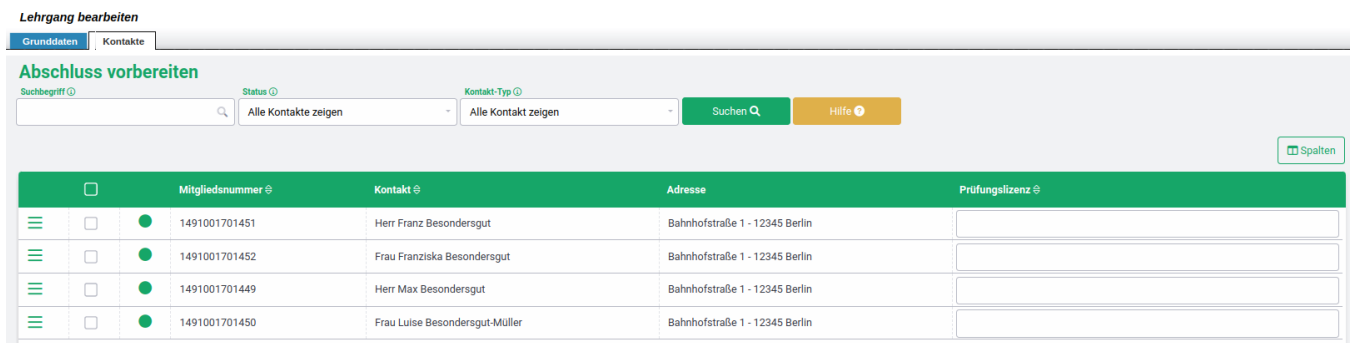 Lehrgang bearbeiten
Grunddaten Kontakte
Abschluss vorbereiten
Suchbegriff Status Kontakt-Typ
Alle Kontakte zeigen Alle Kontakt zeigen Suchen Hilfe
Spalten
Mitgliedsnummer Kontakt Adresse Prüfungslizenz
1491001701451 Herr Franz Besondersgut Bahnhofstraße 1 - 12345 Berlin
1491001701452 Frau Franziska Besondersgut Bahnhofstraße 1 - 12345 Berlin
1491001701449 Herr Max Besondersgut Bahnhofstraße 1 - 12345 Berlin
1491001701450 Frau Luise Besondersgut-Müller Bahnhofstraße 1 - 12345 Berlin